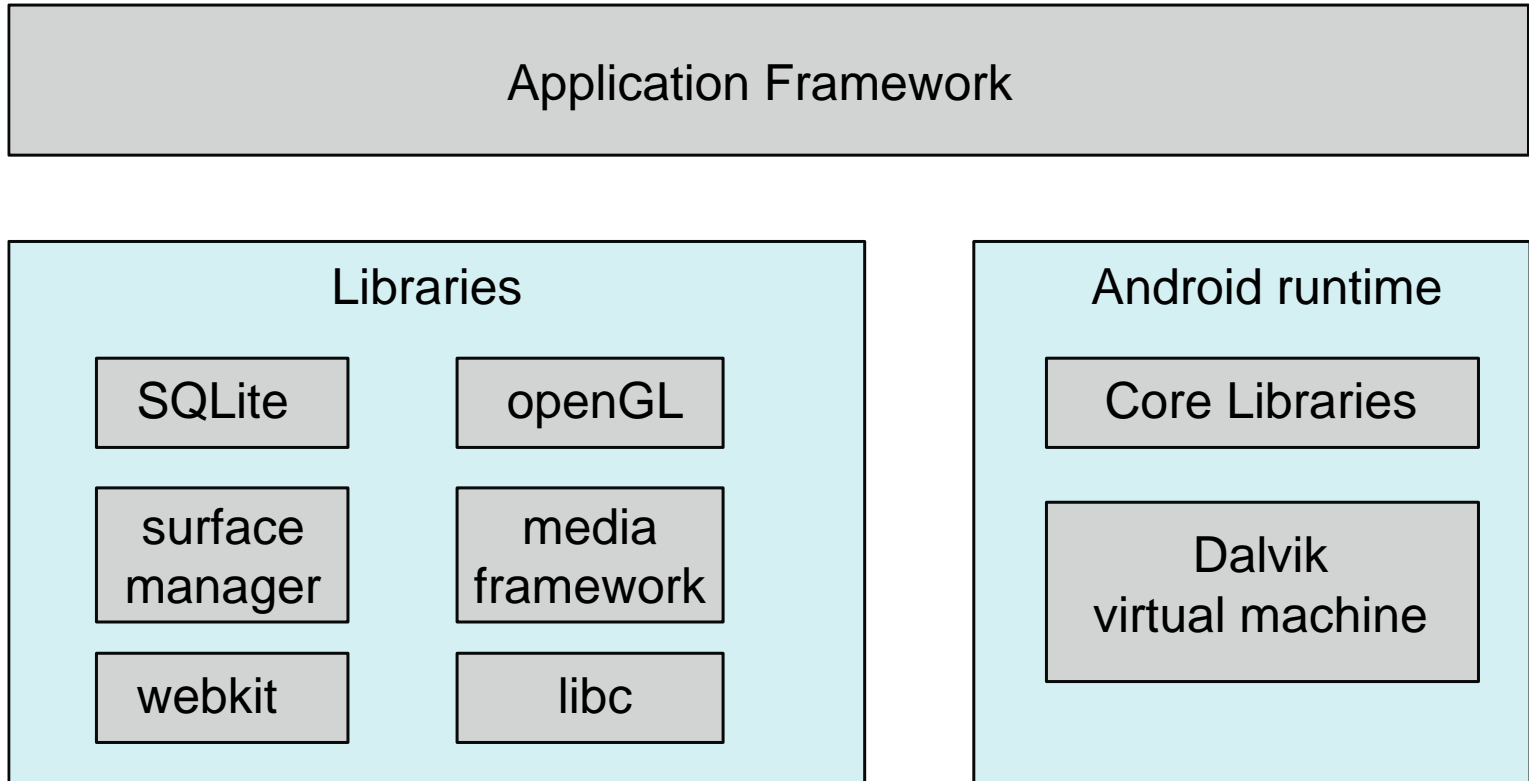 Application Framework
Libraries
SQLite
openGL
surface
manager
media
framework
webkit
libc
Android runtime
Core Libraries
Dalvik
virtual machine